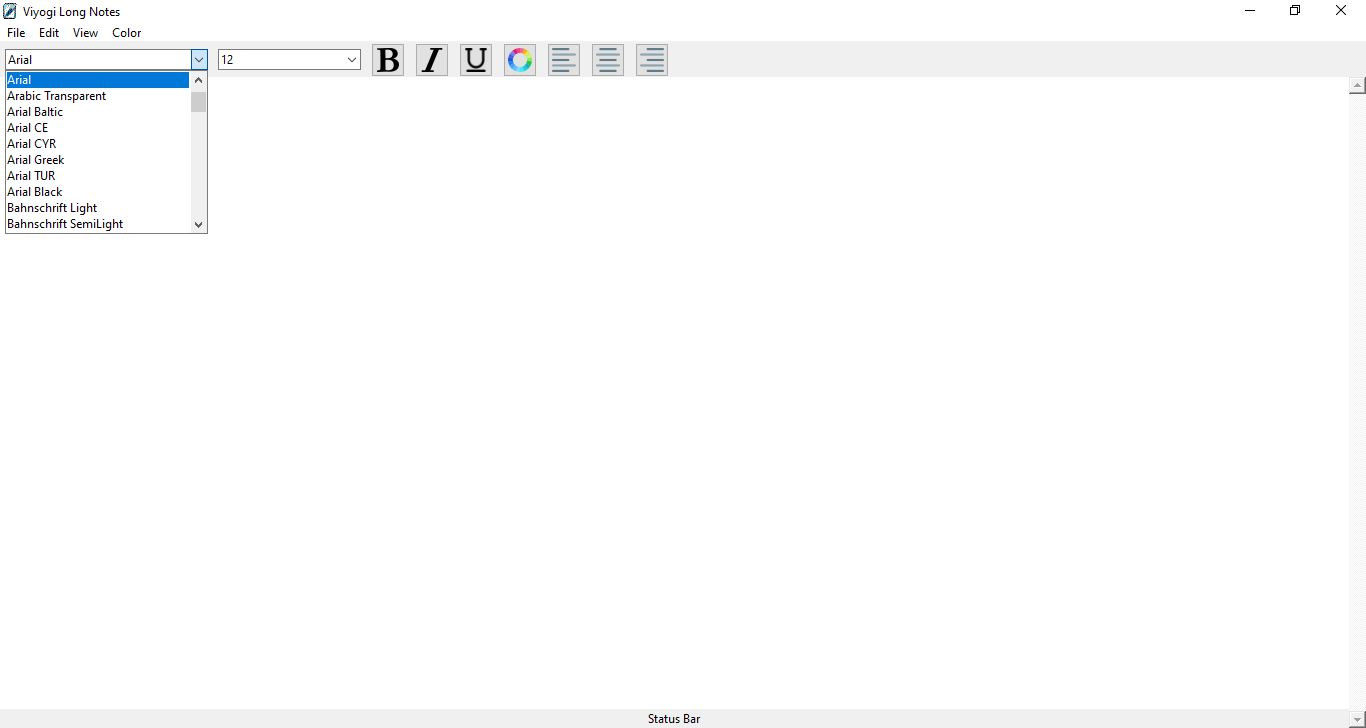 Viyogi Long Notes
File Edit View Color
Arial 12 B I U
Arial
Arabic Transparent
Arial Baltic
Arial CE
Arial CYR
Arial Greek
Arial TUR
Arial Black
Bahnschrift Light
Bahnschrift SemiLight
Status Bar